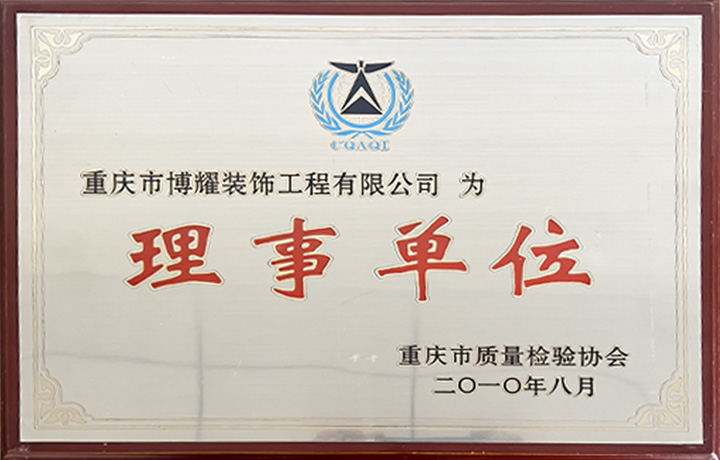 CQAQI
重庆市博耀装饰工程有限公司 为
理事单位
重庆市质量检验协会
二〇一〇年八月